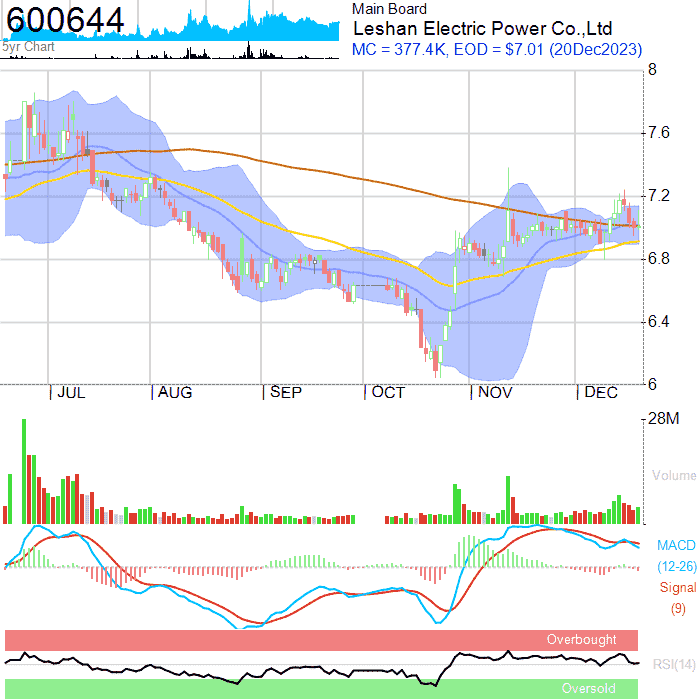 600644
5yr Chart
Main Board
Leshan Electric Power Co.,Ltd
MC = 377.4K, EOD = $7.01 (20Dec2023)
8
7.6
7.2
6.8
6.4
6
JUL
AUG
SEP
OCT
NOV
DEC
28M
Volume
MACD
(12-26)
Signal
(9)
Overbought
RSI(14)
Oversold